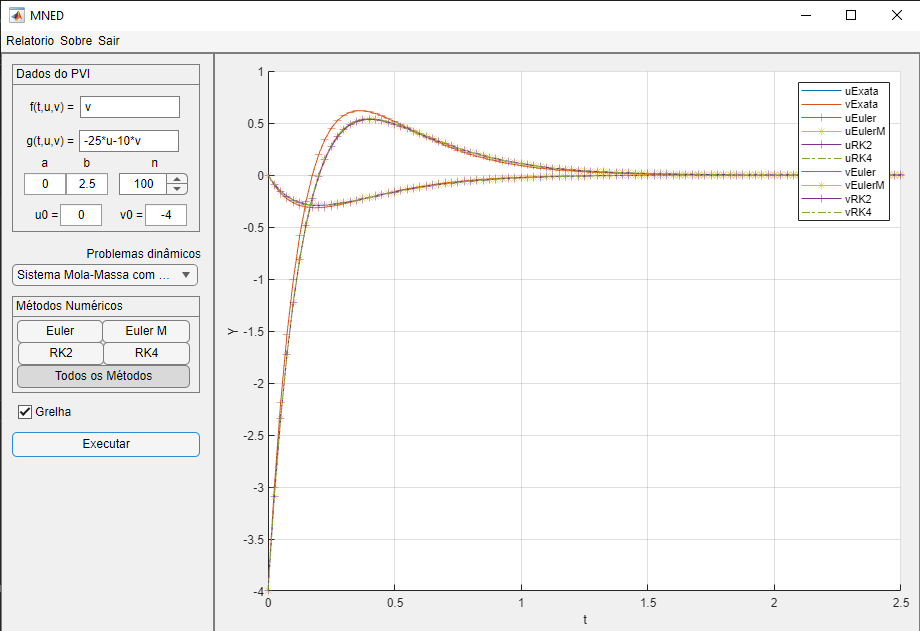 MNED
Relatorio Sobre Sair
Dados do PVI
f(t,u,v) = v
g(t,u,v) = -25*u-10*v
a b n
0 2.5 100
u0 = 0 v0 = -4
Problemas dinâmicos
Sistema Mola-Massa com ...
Métodos Numéricos
Euler Euler M
RK2 RK4
Todos os Métodos
Grelha
Executar
1
0.5
0
-0.5
-1
-1.5
-2
-2.5
-3
-3.5
-4
Y
0 0.5 1 1.5 2 2.5
t
uExata
vExata
uEuler
uEulerM
uRK2
uRK4
vEuler
vEulerM
vRK2
vRK4